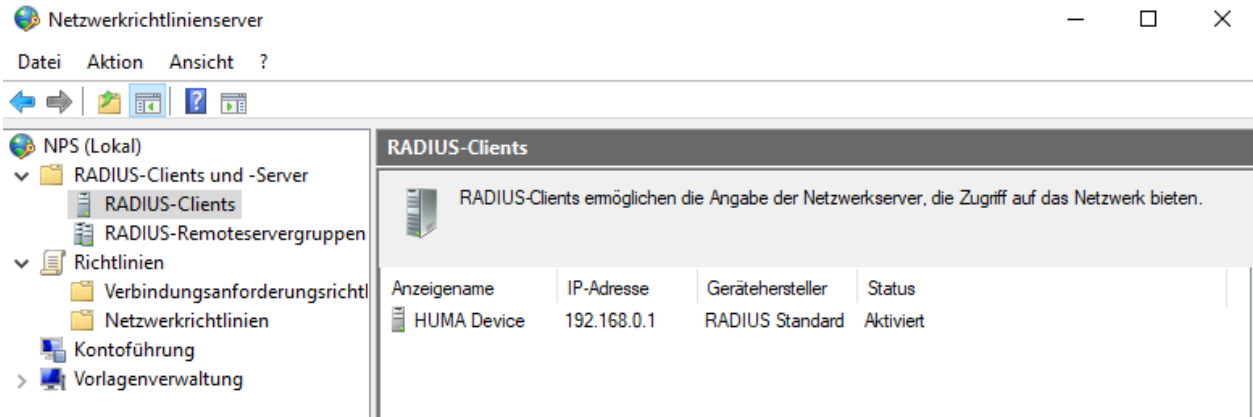 Netzwerkrichtlinienserver
Datei Aktion Ansicht ?
NPS (Lokal)
RADIUS-Clients und -Server
RADIUS-Clients
RADIUS-Remoteservergruppen
Richtlinien
Verbindungsanforderungsrichtl
Netzwerkrichtlinien
Kontoführung
Vorlagenverwaltung
RADIUS-Clients
RADIUS-Clients ermöglichen die Angabe der Netzwerkserver, die Zugriff auf das Netzwerk bieten.
Anzeigename IP-Adresse Gerätehersteller Status
HUMA Device 192.168.0.1 RADIUS Standard Aktiviert